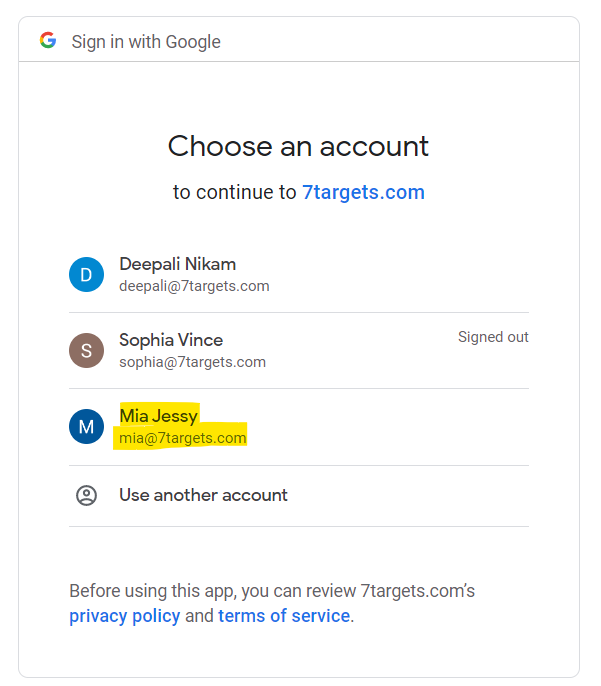 Sign in with Google
Choose an account
to continue to 7targets.com
D
Deepali Nikam
deepali@7targets.com
S
Sophia Vince
Signed out
sophia@7targets.com
M
Mia Jessy
mia@7targets.com
Use another account
Before using this app, you can review 7targets.com’s
privacy policy and terms of service.